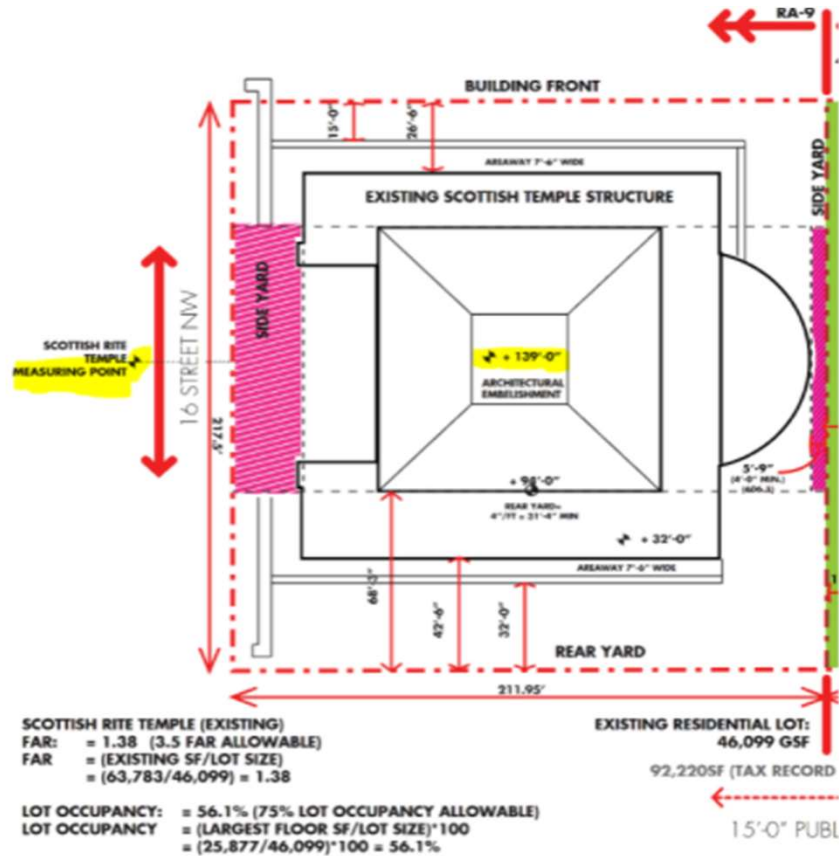 RA-9
BUILDING FRONT
15'-0"
26'-6"
AREAWAY 7'-6" WIDE
SIDE YARD
EXISTING SCOTTISH TEMPLE STRUCTURE
SIDE YARD
SCOTTISH RITE
TEMPLE
MEASURING POINT
16 STREET NW
217.5'
+ 139'-0"
ARCHITECTURAL
EMBELISHMENT
5'-9"
(4'-0" MIN.)
+ 94'-0"
REAR YARD=
4"/FT = 31'-4" MIN
+ 32'-0"
AREAWAY 7'-6" WIDE
68'-3"
42'-6"
32'-0"
REAR YARD
211.95'
SCOTTISH RITE TEMPLE (EXISTING)
FAR: = 1.38 (3.5 FAR ALLOWABLE)
FAR = (EXISTING SF/LOT SIZE)
= (63,783/46,099) = 1.38
LOT OCCUPANCY: = 56.1% (75% LOT OCCUPANCY ALLOWABLE)
LOT OCCUPANCY = (LARGEST FLOOR SF/LOT SIZE)*100
= (25,877/46,099)*100 = 56.1%
EXISTING RESIDENTIAL LOT:
46,099 GSF
92,220SF (TAX RECORD
15'-0" PUBL